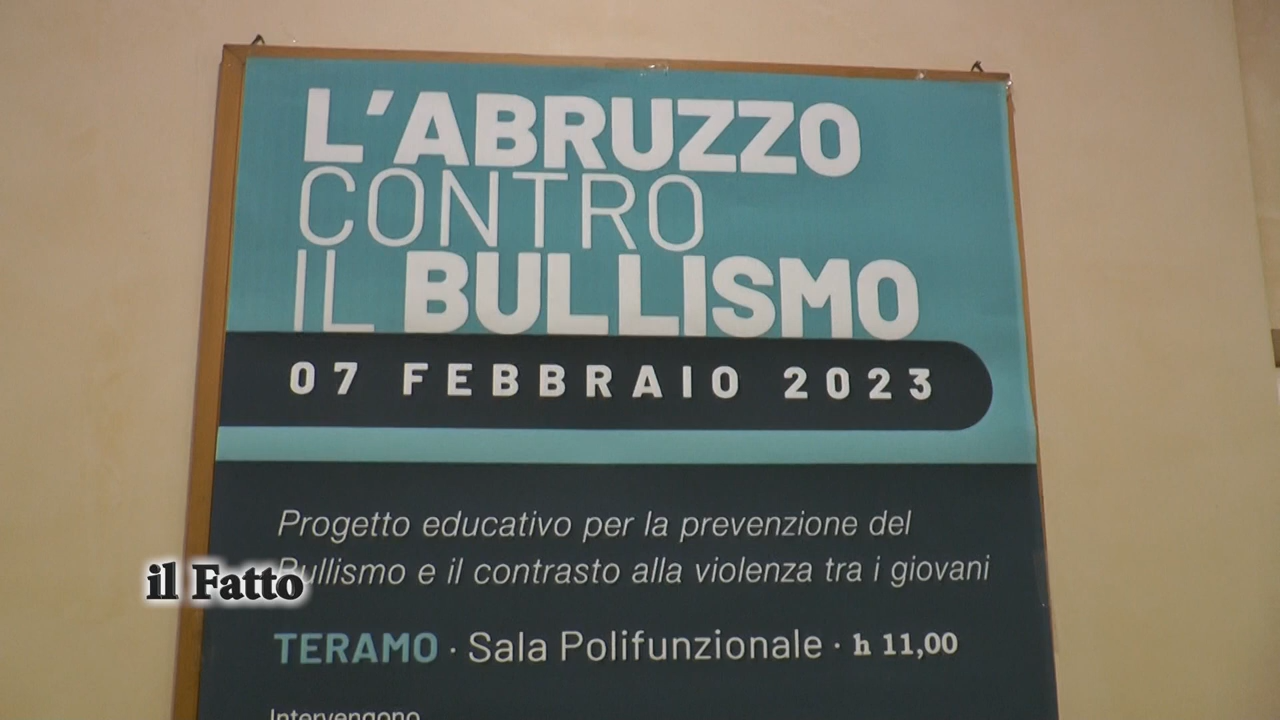 L'ABRUZZO
CONTRO
IL BULLISMO
07 FEBBRAIO 2023
Progetto educativo per la prevenzione del
Bullismo e il contrasto alla violenza tra i giovani
il Fatto
TERAMO · Sala Polifunzionale · h 11,00
Intervengono